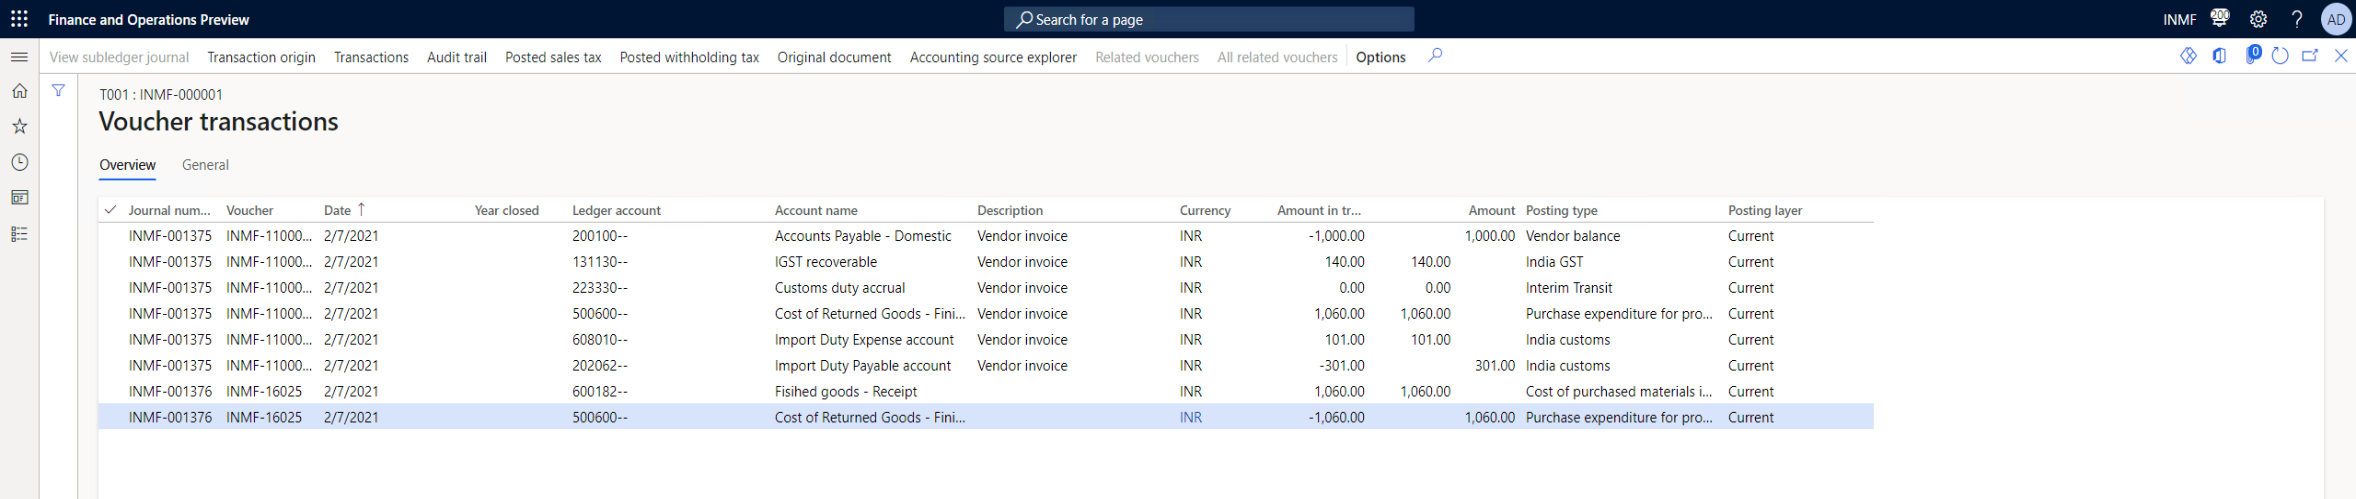 Finance and Operations Preview Search for a page INMF 200 ? AD
View subledger journal Transaction origin Transactions Audit trail Posted sales tax Posted withholding tax Original document Accounting source explorer Related vouchers All related vouchers Options 0
T001 : INMF-000001
Voucher transactions
Overview General
Journal num... Voucher Date Year closed Ledger account Account name Description Currency Amount in tr... Amount Posting type Posting layer
INMF-001375 INMF-11000... 2/7/2021 200100-- Accounts Payable - Domestic Vendor invoice INR -1,000.00 1,000.00 Vendor balance Current
INMF-001375 INMF-11000... 2/7/2021 131130-- IGST recoverable Vendor invoice INR 140.00 140.00 India GST Current
INMF-001375 INMF-11000... 2/7/2021 223330-- Customs duty accrual Vendor invoice INR 0.00 0.00 Interim Transit Current
INMF-001375 INMF-11000... 2/7/2021 500600-- Cost of Returned Goods - Fini... Vendor invoice INR 1,060.00 1,060.00 Purchase expenditure for pro... Current
INMF-001375 INMF-11000... 2/7/2021 608010-- Import Duty Expense account Vendor invoice INR 101.00 101.00 India customs Current
INMF-001375 INMF-11000... 2/7/2021 202062-- Import Duty Payable account Vendor invoice INR -301.00 301.00 India customs Current
INMF-001376 INMF-16025 2/7/2021 600182-- Fisihed goods - Receipt INR 1,060.00 1,060.00 Cost of purchased materials i... Current
INMF-001376 INMF-16025 2/7/2021 500600-- Cost of Returned Goods - Fini... INR -1,060.00 1,060.00 Purchase expenditure for pro... Current